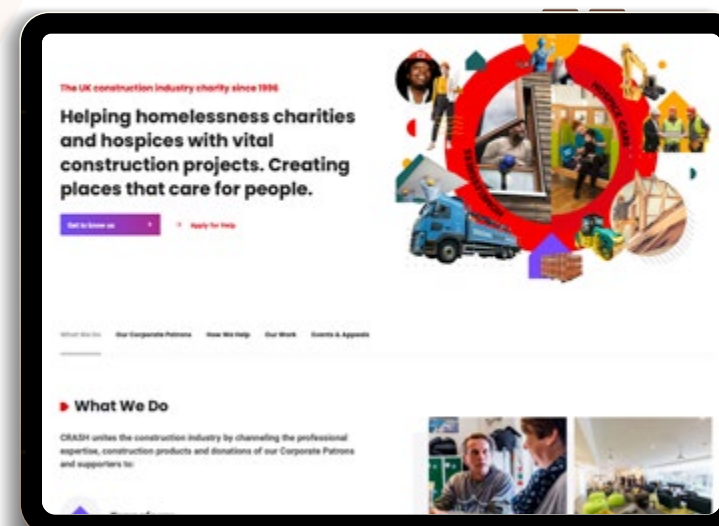 The UK construction industry charity since 1996
Helping homelessness charities
and hospices with vital
construction projects. Creating
places that care for people.
Get to know us
Apply for Help
HOSPICE CARE
HOMELESSNESS
What We Do
Our Corporate Patrons
How We Help
Our Work
Events & Appeals
What We Do
CRASH unites the construction industry by channeling the professional
expertise, construction products and donations of our Corporate Patrons
and supporters to: